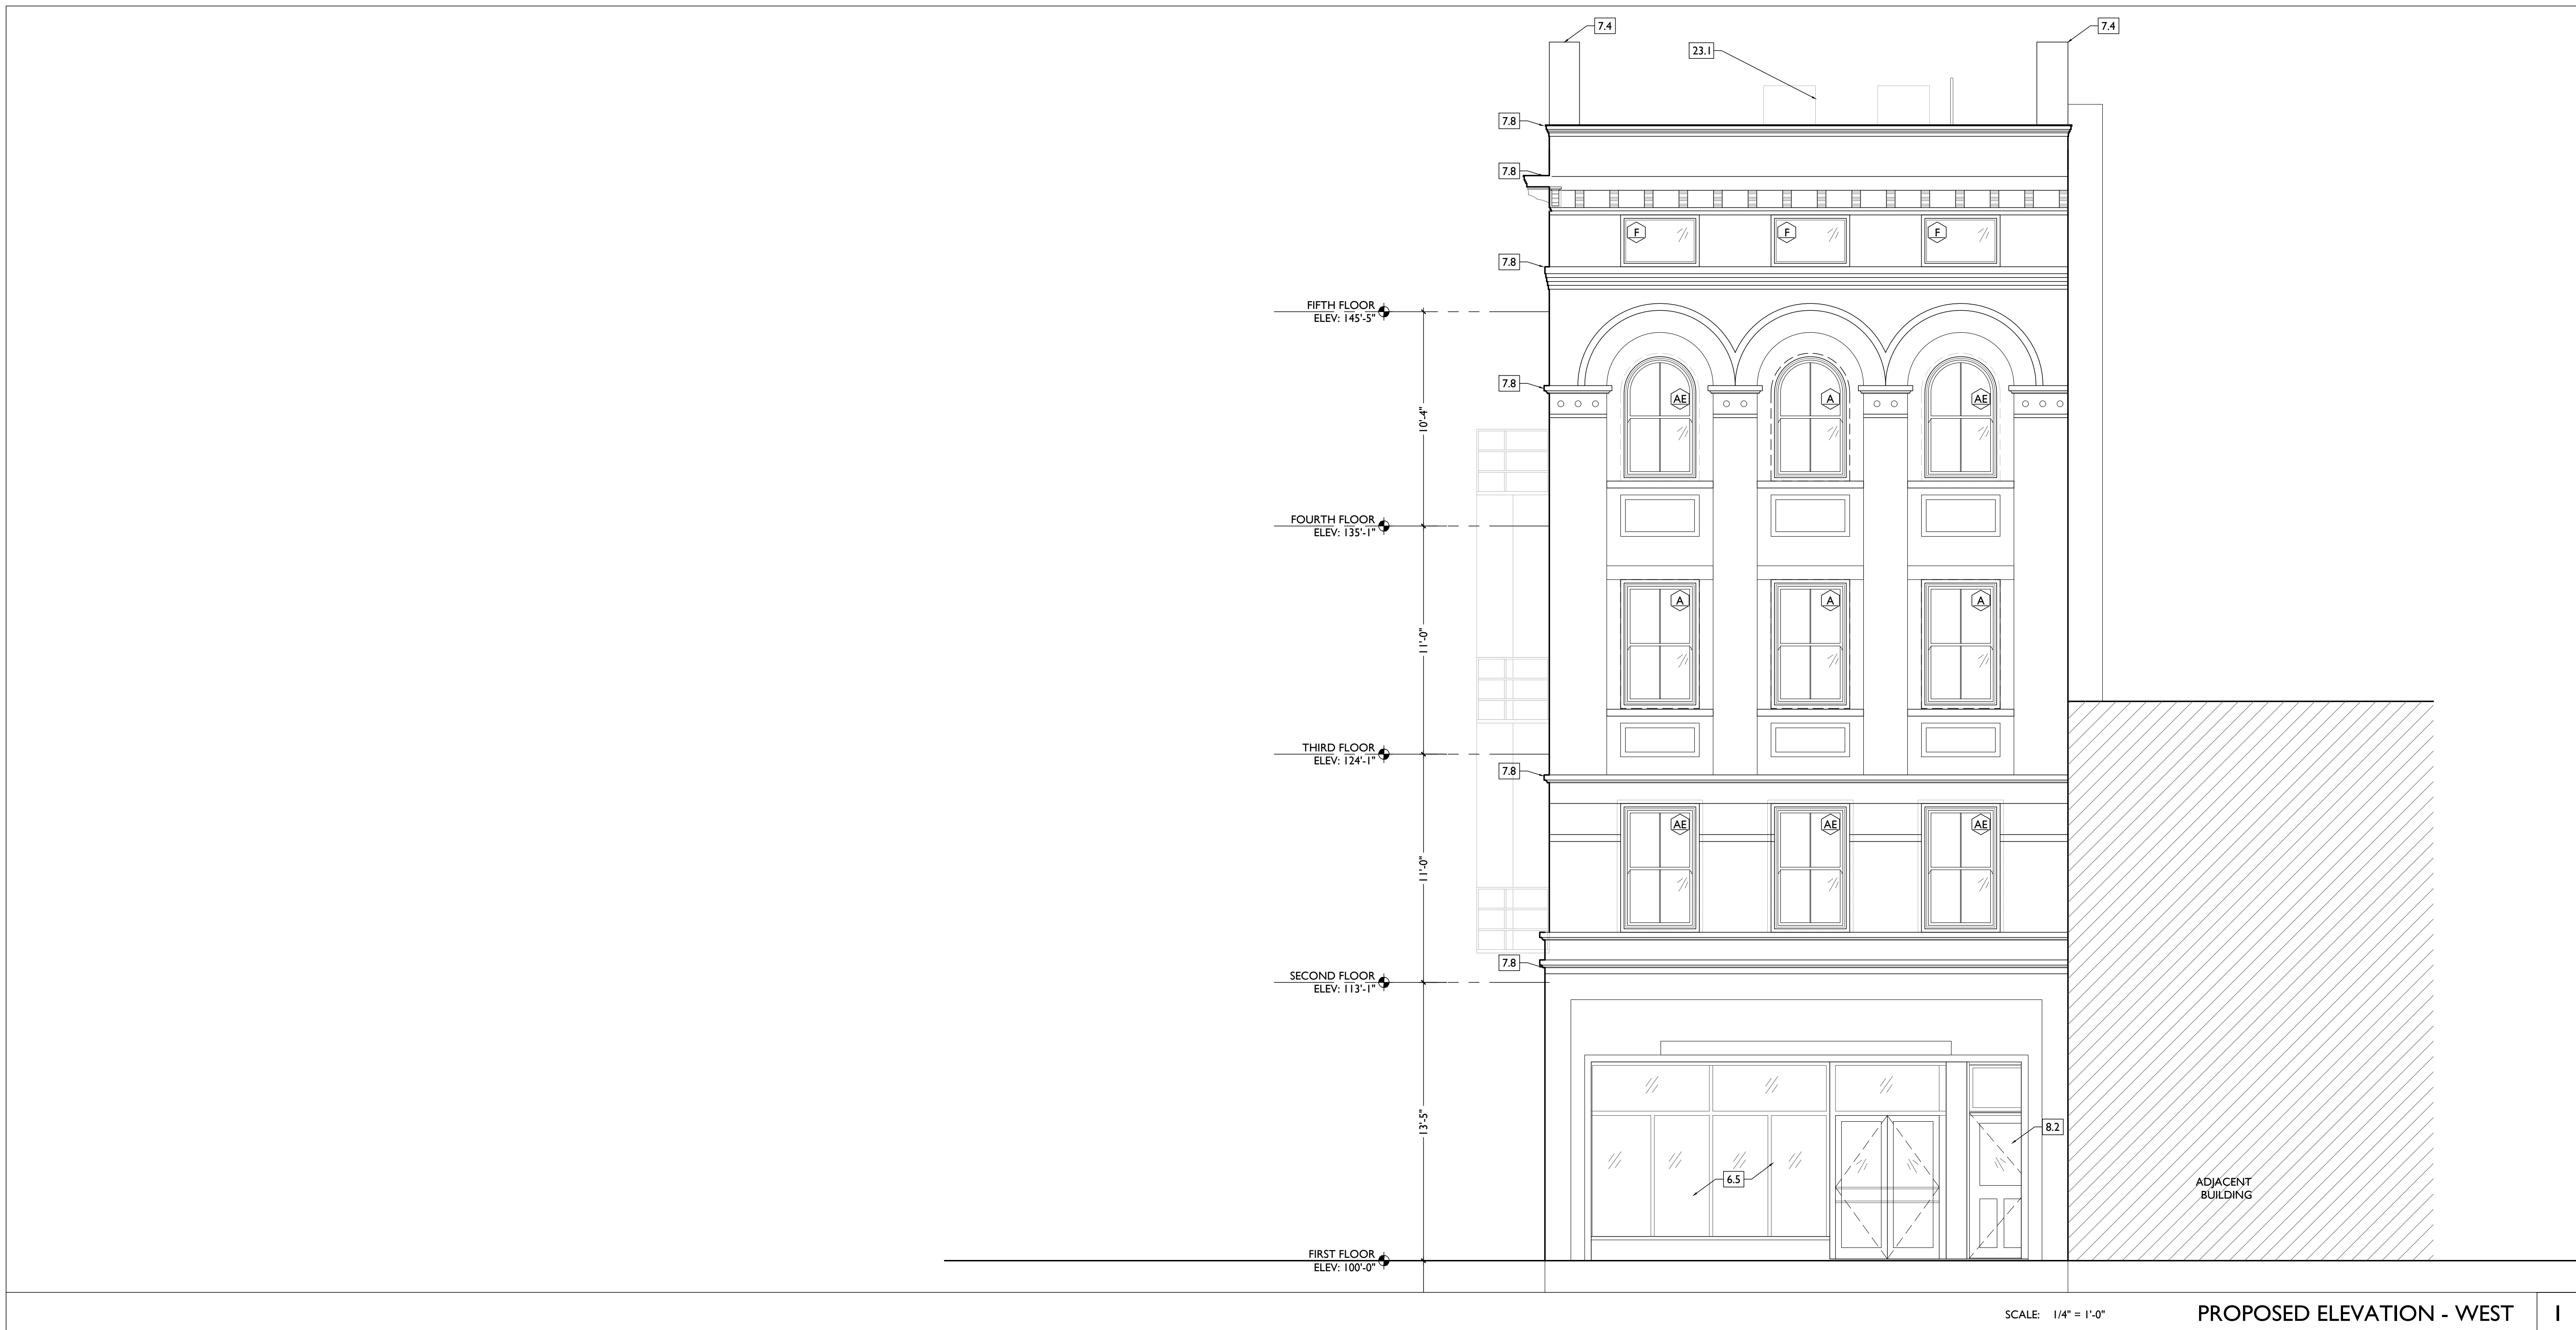 7.4
7.4
23.1
7.8
7.8
F
F
F
7.8
FIFTH FLOOR
ELEV: 145'-5"
7.8
AE
A
AE
10'-4"
FOURTH FLOOR
ELEV: 135'-1"
A
A
A
11'-0"
THIRD FLOOR
ELEV: 124'-1"
7.8
AE
AE
AE
11'-0"
7.8
SECOND FLOOR
ELEV: 113'-1"
13'-5"
8.2
6.5
ADJACENT
BUILDING
FIRST FLOOR
ELEV: 100'-0"
SCALE: 1/4" = 1'-0"
PROPOSED ELEVATION - WEST
1